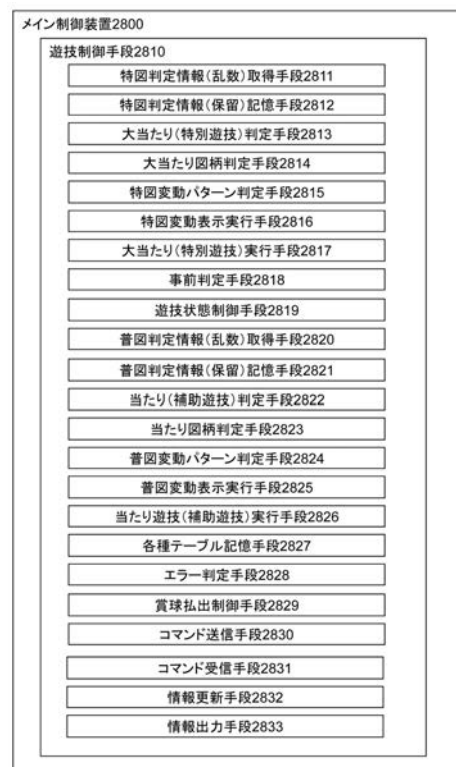 メイン制御装置2800
遊技制御手段2810
特図判定情報(乱数)取得手段2811
特図判定情報(保留)記憶手段2812
大当たり(特別遊技)判定手段2813
大当たり図柄判定手段2814
特図変動パターン判定手段2815
特図変動表示実行手段2816
大当たり(特別遊技)実行手段2817
事前判定手段2818
遊技状態制御手段2819
普図判定情報(乱数)取得手段2820
普図判定情報(保留)記憶手段2821
当たり(補助遊技)判定手段2822
当たり図柄判定手段2823
普図変動パターン判定手段2824
普図変動表示実行手段2825
当たり遊技(補助遊技)実行手段2826
各種テーブル記憶手段2827
エラー判定手段2828
賞球払出制御手段2829
コマンド送信手段2830
コマンド受信手段2831
情報更新手段2832
情報出力手段2833